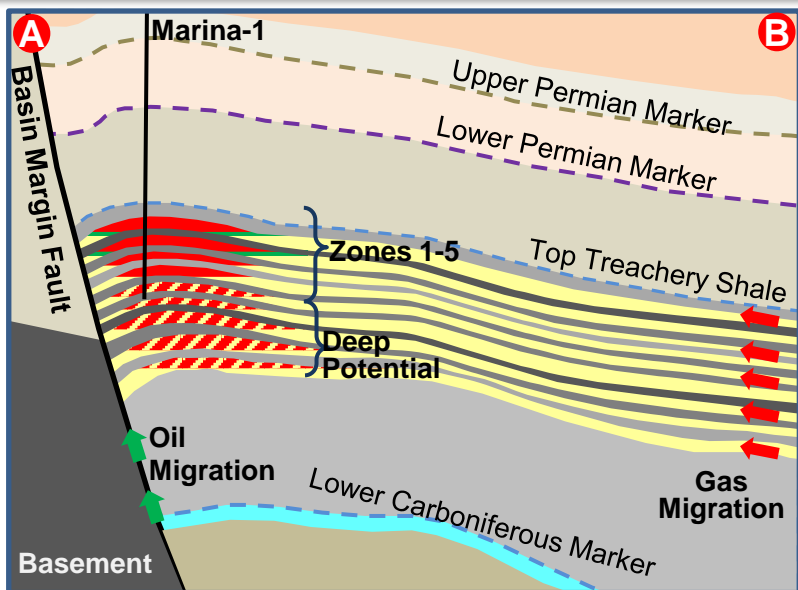 A
Marina-1
B
Basin Margin Fault
Upper Permian Marker
Lower Permian Marker
Zones 1-5
Top Treachery Shale
Deep
Potential
Oil
Migration
Lower Carboniferous Marker
Gas
Migration
Basement